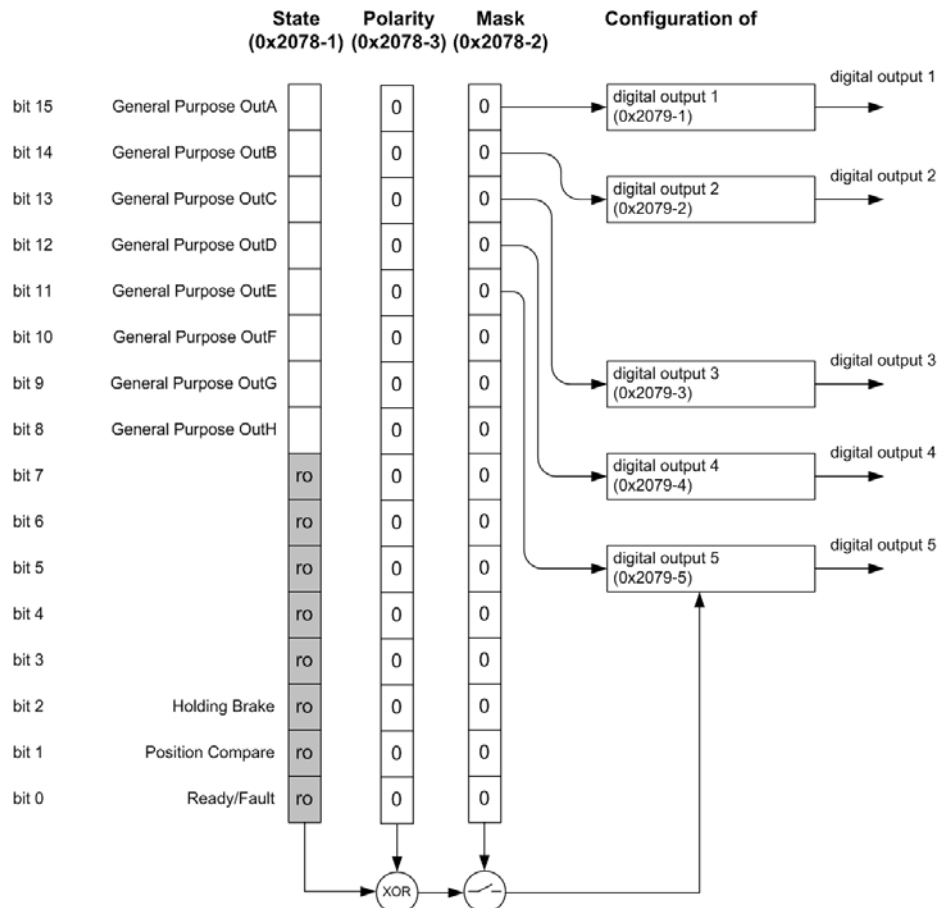 State Polarity Mask Configuration of
(0x2078-1) (0x2078-3) (0x2078-2)
digital output 1
bit 15 General Purpose OutA 0 0 digital output 1
(0x2079-1)
bit 14 General Purpose OutB 0 0 digital output 2
digital output 2
(0x2079-2)
bit 13 General Purpose OutC 0 0
bit 12 General Purpose OutD 0 0
bit 11 General Purpose OutE 0 0
bit 10 General Purpose OutF 0 0
digital output 3
bit 9 General Purpose OutG 0 0 digital output 3
(0x2079-3)
bit 8 General Purpose OutH 0 0
digital output 4
bit 7 ro 0 0 digital output 4
(0x2079-4)
bit 6 ro 0 0
digital output 5
bit 5 ro 0 0 digital output 5
(0x2079-5)
bit 4 ro 0 0
bit 3 ro 0 0
bit 2 Holding Brake ro 0 0
bit 1 Position Compare ro 0 0
bit 0 Ready/Fault ro 0 0
XOR